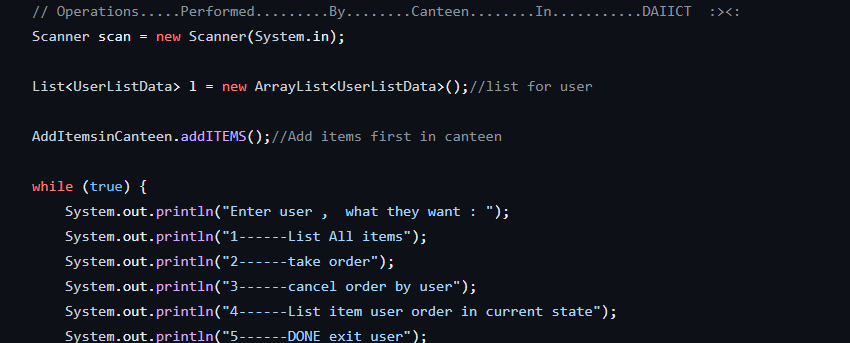 // Operations.....Performed.........By........Canteen........In...........DAIICT  :><:
Scanner scan = new Scanner(System.in);
List<UserListData> l = new ArrayList<UserListData>();//list for user
AddItemsinCanteen.addITEMS();//Add items first in canteen
while (true) {
System.out.println("Enter user ,  what they want : ");
System.out.println("1------List All items");
System.out.println("2------take order");
System.out.println("3------cancel order by user");
System.out.println("4------List item user order in current state");
System.out.println("5------DONE exit user");